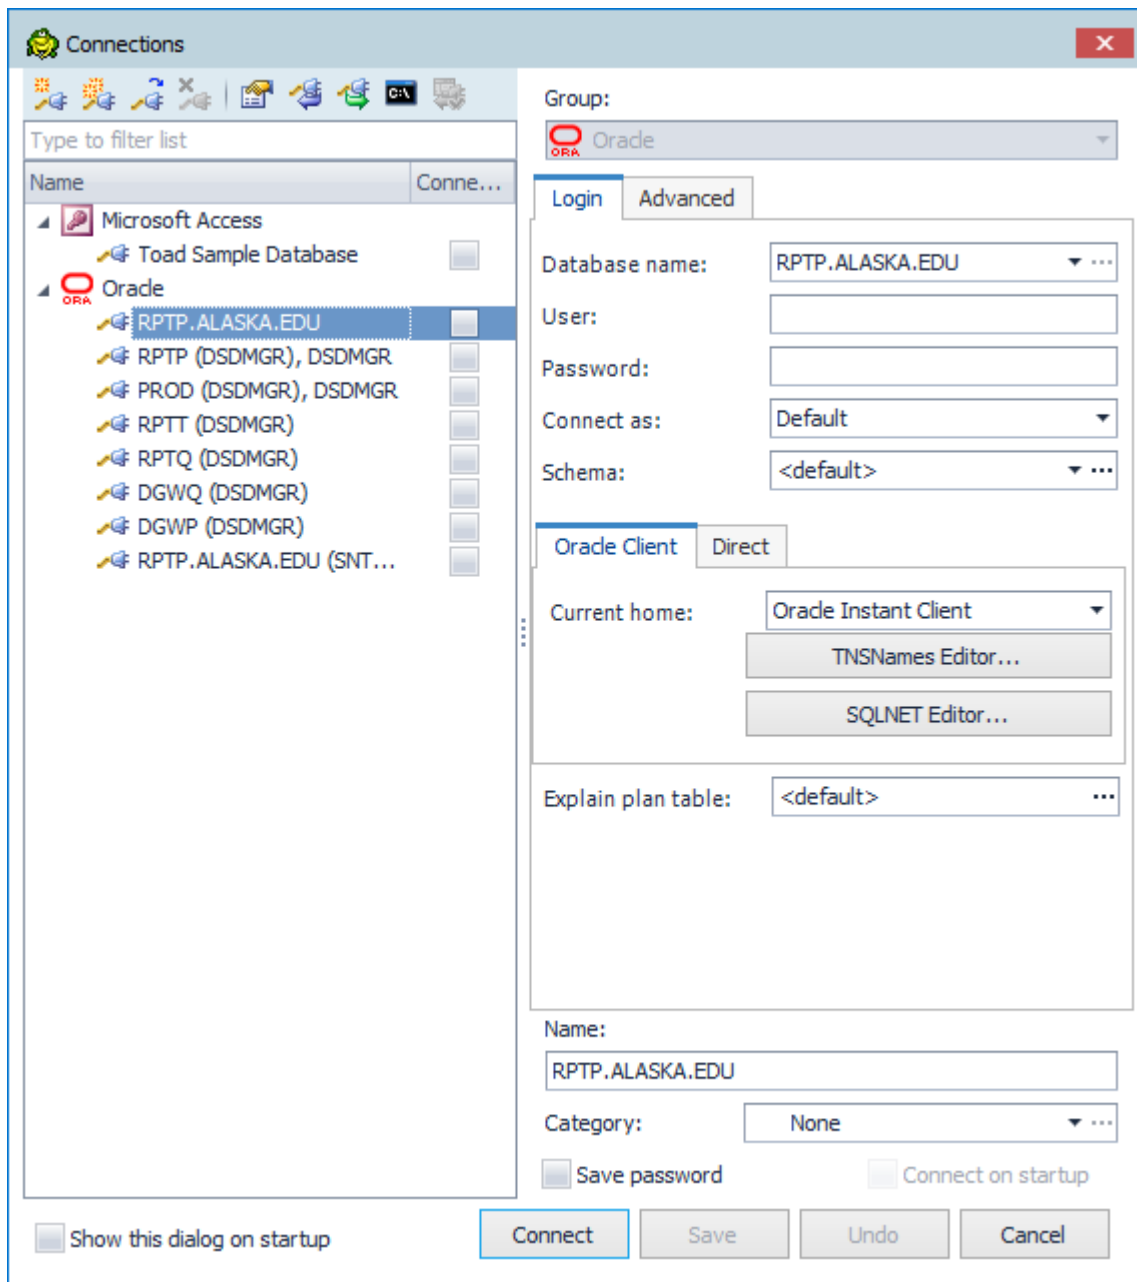 Connections
C:\
Type to filter list
Name Conne...
Microsoft Access
Toad Sample Database
ORA Oracle
RPTP.ALASKA.EDU
RPTP (DSDMGR), DSDMGR
PROD (DSDMGR), DSDMGR
RPTT (DSDMGR)
RPTQ (DSDMGR)
DGWQ (DSDMGR)
DGWP (DSDMGR)
RPTP.ALASKA.EDU (SNT...
Show this dialog on startup
Group:
ORA Oracle
Login Advanced
Database name: RPTP.ALASKA.EDU ...
User:
Password:
Connect as: Default
Schema: <default> ...
Oracle Client Direct
Current home: Oracle Instant Client
TNSNames Editor...
SQLNET Editor...
Explain plan table: <default> ...
Name:
RPTP.ALASKA.EDU
Category: None ...
Save password Connect on startup
Connect Save Undo Cancel